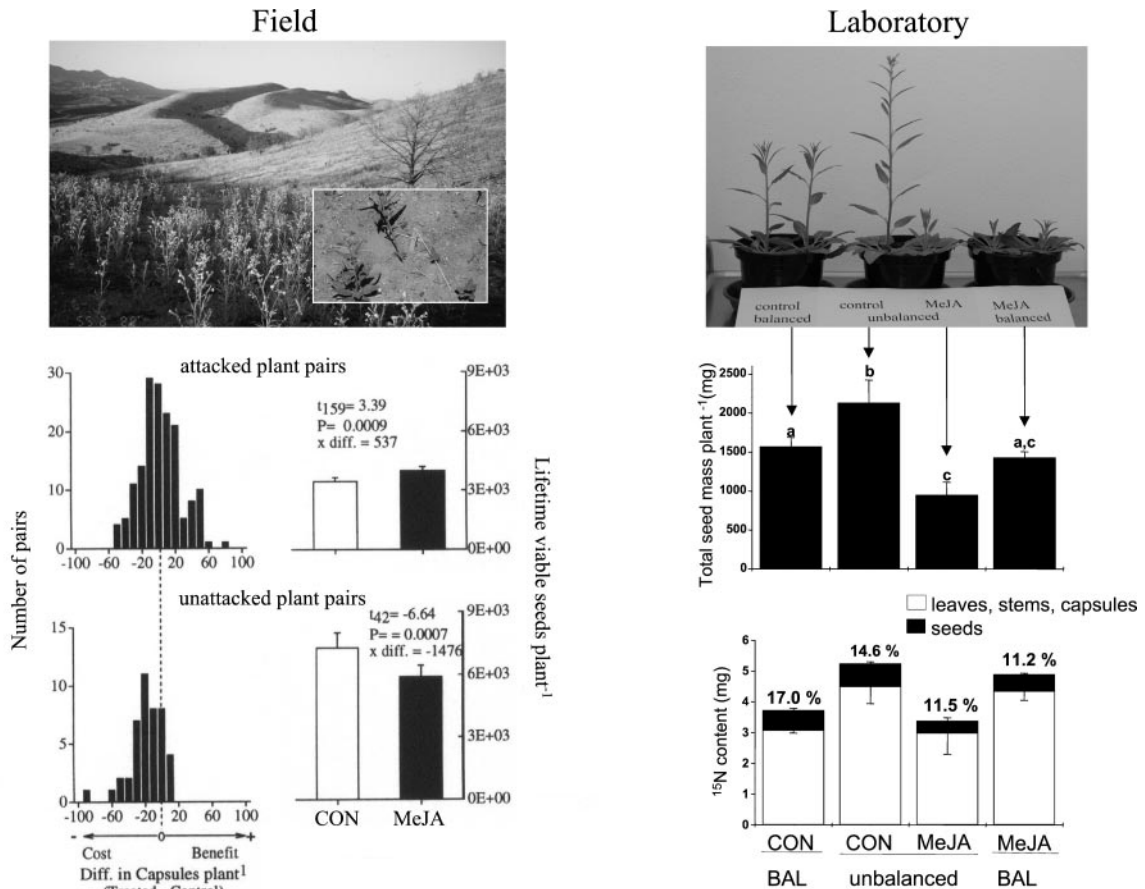 Field
Laboratory
control
balanced
control
MeJA
unbalanced
MeJA
balanced
attacked plant pairs
30
20
10
0
-100
-60
-20
20
60
100
t159= 3.39
P= 0.0009
x diff. = 537
9E+03
6E+03
3E+03
0E+00
unattacked plant pairs
15
10
5
0
-100
-60
-20
20
60
100
t42= -6.64
P= = 0.0007
x diff. = -1476
9E+03
6E+03
3E+03
0E+00
CON
MeJA
Number of pairs
Lifetime viable seeds plant-1
- 0 +
Cost
Benefit
Diff. in Capsules plant1
Total seed mass plant -1(mg)
2500
2000
1500
1000
500
0
a
b
c
a,c
leaves, stems, capsules
seeds
15N content (mg)
6
5
4
3
2
1
0
17.0 %
14.6 %
11.5 %
11.2 %
CON
CON
MeJA
MeJA
BAL
unbalanced
BAL